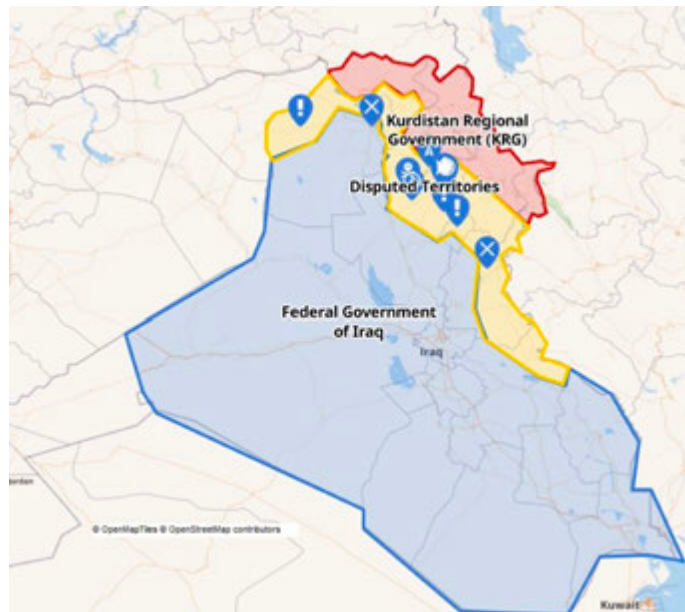 Kurdistan Regional
Government (KRG)
Disputed Territories
Federal Government
of Iraq
Iraq
© OpenMapTiles © OpenStreetMap contributors
Kuwait